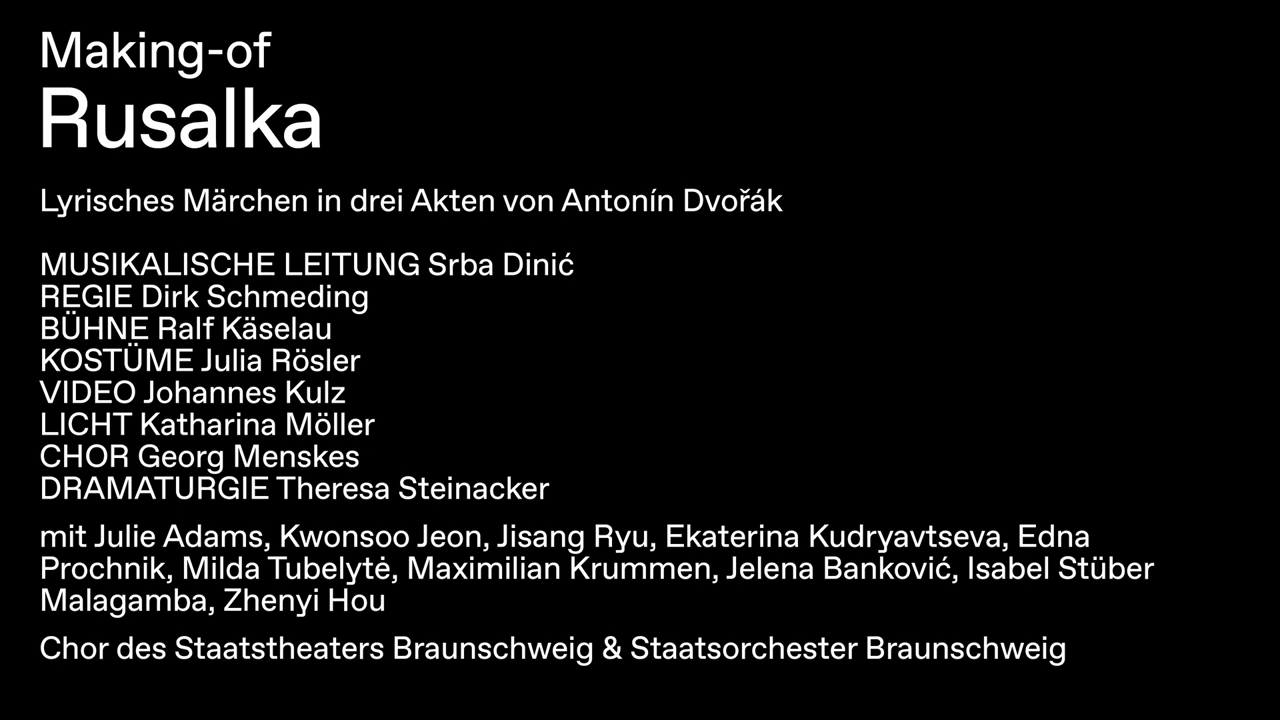 Making-of
Rusalka
Lyrisches Märchen in drei Akten von Antonín Dvořák
MUSIKALISCHE LEITUNG Srba Dinić
REGIE Dirk Schmeding
BÜHNE Ralf Käselau
KOSTÜME Julia Rösler
VIDEO Johannes Kulz
LICHT Katharina Möller
CHOR Georg Menskes
DRAMATURGIE Theresa Steinacker
mit Julie Adams, Kwonsoo Jeon, Jisang Ryu, Ekaterina Kudryavtseva, Edna
Prochnik, Milda Tubelytė, Maximilian Krummen, Jelena Banković, Isabel Stüber
Malagamba, Zhenyi Hou
Chor des Staatstheaters Braunschweig & Staatsorchester Braunschweig